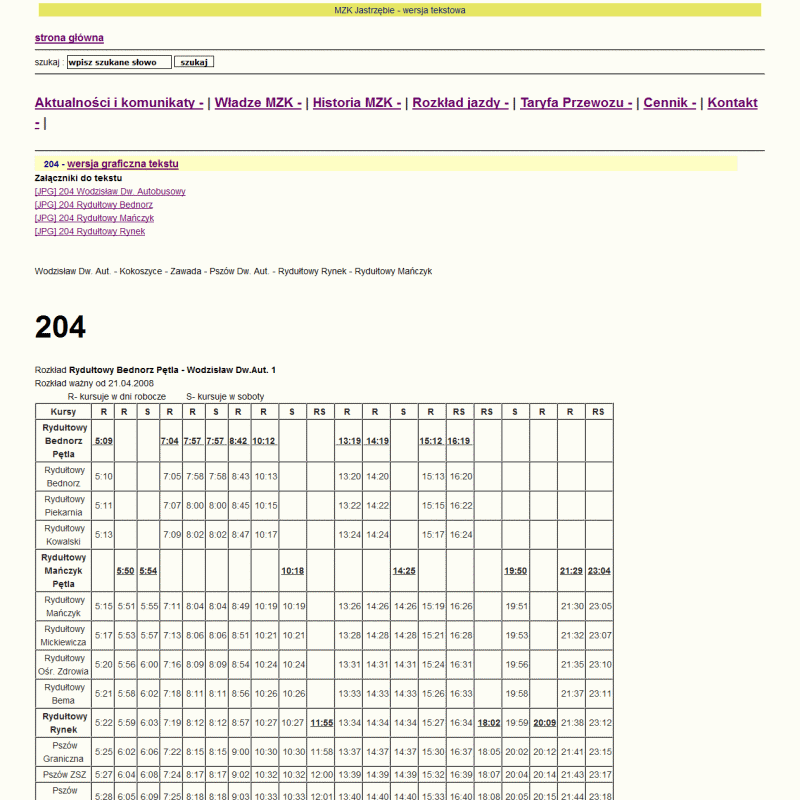 MZK Jastrzębie - wersja tekstowa
strona główna
szukaj : wpisz szukane słowo szukaj
Aktualności i komunikaty - | Władze MZK - | Historia MZK - | Rozkład jazdy - | Taryfa Przewozu - | Cennik - | Kontakt
- |
204 - wersja graficzna tekstu
Załączniki do tekstu
[JPG] 204 Wodzisław Dw. Autobusowy
[JPG] 204 Rydułtowy Bednorz
[JPG] 204 Rydułtowy Mańczyk
[JPG] 204 Rydułtowy Rynek
Wodzisław Dw. Aut. - Kokoszyce - Zawada - Pszów Dw. Aut. - Rydułtowy Rynek - Rydułtowy Mańczyk
204
Rozkład Rydułtowy Bednorz Pętla - Wodzisław Dw.Aut. 1
Rozkład ważny od 21.04.2008
R- kursuje w dni robocze S- kursuje w soboty
Kursy R R S R R S R R S RS R R S R RS RS S R R RS
Rydułtowy
Bednorz 5:09 7:04 7:57 7:57 8:42 10:12 13:19 14:19 15:12 16:19
Pętla
Rydułtowy
Bednorz 5:10 7:05 7:58 7:58 8:43 10:13 13:20 14:20 15:13 16:20
Rydułtowy
Piekarnia 5:11 7:07 8:00 8:00 8:45 10:15 13:22 14:22 15:15 16:22
Rydułtowy
Kowalski 5:13 7:09 8:02 8:02 8:47 10:17 13:24 14:24 15:17 16:24
Rydułtowy
Mańczyk 5:50 5:54 10:18 14:25 19:50 21:29 23:04
Pętla
Rydułtowy
Mańczyk 5:15 5:51 5:55 7:11 8:04 8:04 8:49 10:19 10:19 13:26 14:26 14:26 15:19 16:26 19:51 21:30 23:05
Rydułtowy
Mickiewicza 5:17 5:53 5:57 7:13 8:06 8:06 8:51 10:21 10:21 13:28 14:28 14:28 15:21 16:28 19:53 21:32 23:07
Rydułtowy
Ośr. Zdrowia 5:20 5:56 6:00 7:16 8:09 8:09 8:54 10:24 10:24 13:31 14:31 14:31 15:24 16:31 19:56 21:35 23:10
Rydułtowy
Bema 5:21 5:58 6:02 7:18 8:11 8:11 8:56 10:26 10:26 13:33 14:33 14:33 15:26 16:33 19:58 21:37 23:11
Rydułtowy
Rynek 5:22 5:59 6:03 7:19 8:12 8:12 8:57 10:27 10:27 11:55 13:34 14:34 14:34 15:27 16:34 18:02 19:59 20:09 21:38 23:12
Pszów
Graniczna 5:25 6:02 6:06 7:22 8:15 8:15 9:00 10:30 10:30 11:58 13:37 14:37 14:37 15:30 16:37 18:05 20:02 20:12 21:41 23:15
Pszów ZSZ 5:27 6:04 6:08 7:24 8:17 8:17 9:02 10:32 10:32 12:00 13:39 14:39 14:39 15:32 16:39 18:07 20:04 20:14 21:43 23:17
Pszów
5:28 6:05 6:09 7:25 8:18 8:18 9:03 10:33 10:33 12:01 13:40 14:40 14:40 15:33 16:40 18:08 20:05 20:15 21:44 23:18